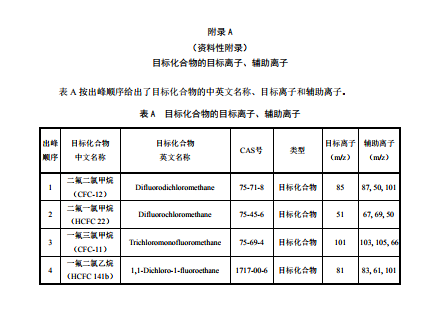 附录 A
（资料性附录）
目标化合物的目标离子、辅助离子
表 A 按出峰顺序给出了目标化合物的中英文名称、目标离子和辅助离子。
表 A 目标化合物的目标离子、辅助离子
出峰顺序 目标化合物中文名称 目标化合物英文名称 CAS号 类型 目标离子(m/z) 辅助离子(m/z)
1 二氟二氯甲烷(CFC-12) Difluorodichloromethane 75-71-8 目标化合物 85 87, 50, 101
2 二氟一氯甲烷(HCFC 22) Difluorochloromethane 75-45-6 目标化合物 51 67, 69, 50
3 一氟三氯甲烷(CFC-11) Trichloromonofluoromethane 75-69-4 目标化合物 101 103, 105, 66
4 一氟二氯乙烷(HCFC 141b) 1,1-Dichloro-1-fluoroethane 1717-00-6 目标化合物 81 83, 61, 101